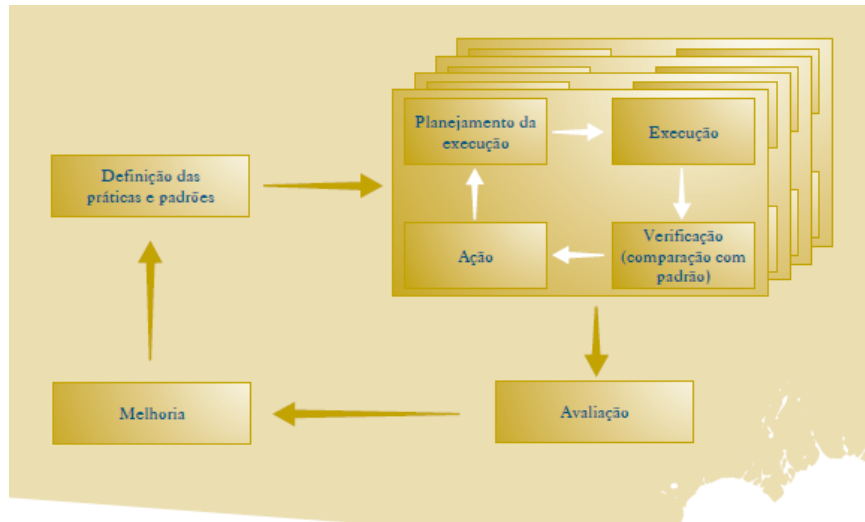 Planejamento da
execução
Execução
Definição das
práticas e padrões
Ação
Verificação
(comparação com
padrão)
Melhoria
Avaliação